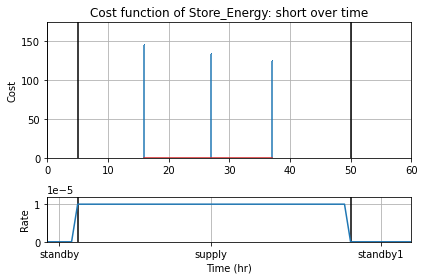 Cost function of Store_Energy: short over time
150
100
50
0
Cost
0 10 20 30 40 50 60
1e−5
1
0
Rate
standby supply standby1
Time (hr)